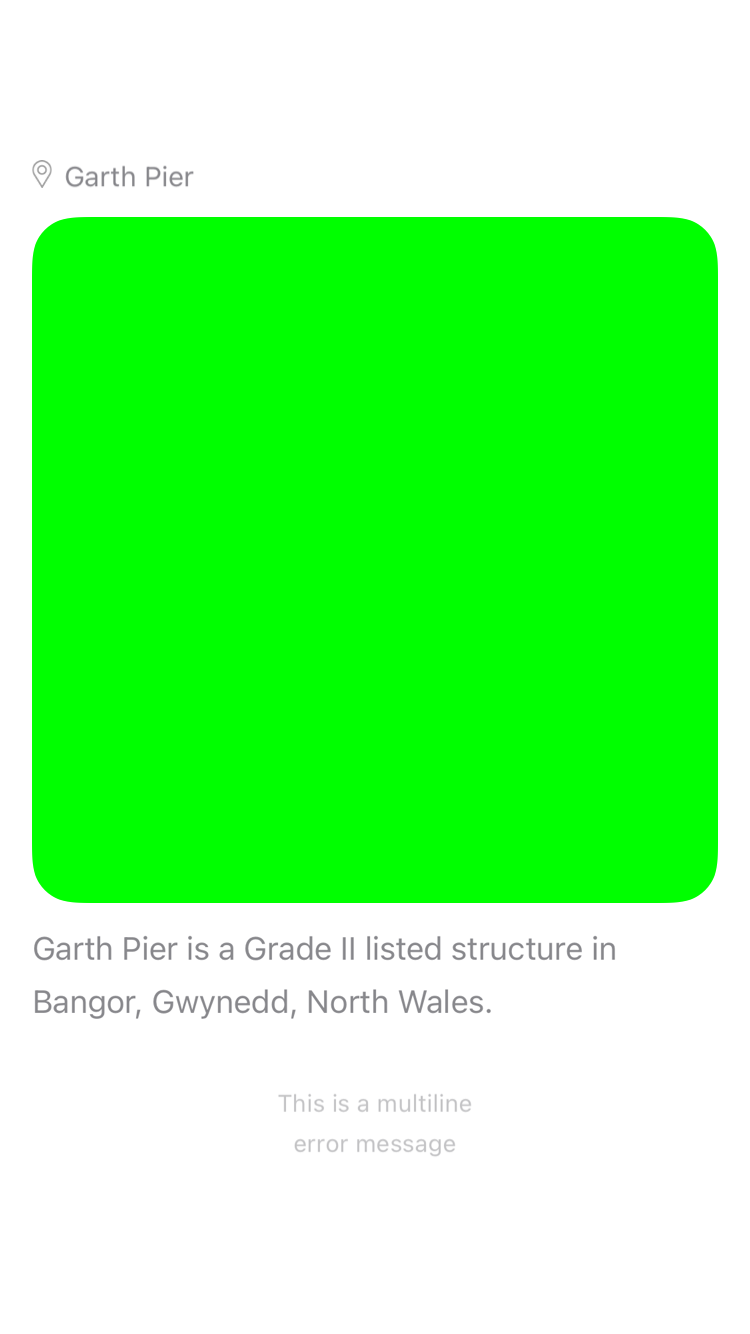 Garth Pier
Garth Pier is a Grade II listed structure in
Bangor, Gwynedd, North Wales.
This is a multiline
error message